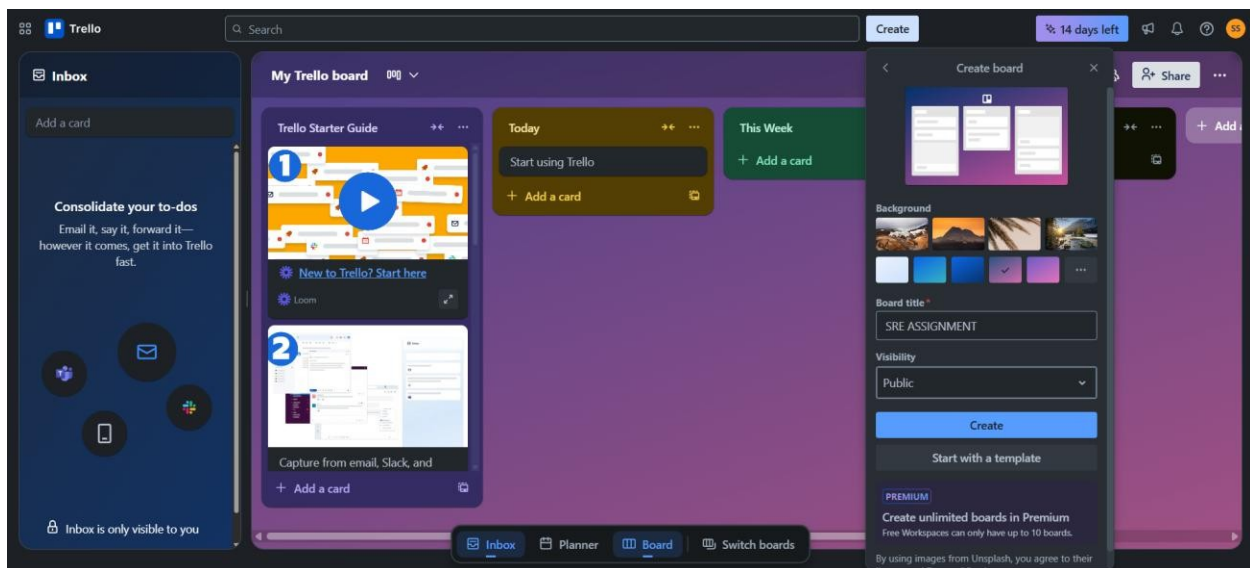 Trello
Search
Create
14 days left
SS
Inbox
Add a card
Consolidate your to-dos
Email it, say it, forward it—
however it comes, get it into Trello
fast.
Inbox is only visible to you
My Trello board
Share
Trello Starter Guide
1
New to Trello? Start here
Loom
2
Capture from email, Slack, and
+ Add a card
Today
Start using Trello
+ Add a card
This Week
+ Add a card
+ Add
Create board
Background
Board title*
SRE ASSIGNMENT
Visibility
Public
Create
Start with a template
PREMIUM
Create unlimited boards in Premium
Free Workspaces can only have up to 10 boards.
By using images from Unsplash, you agree to their
Inbox
Planner
Board
Switch boards